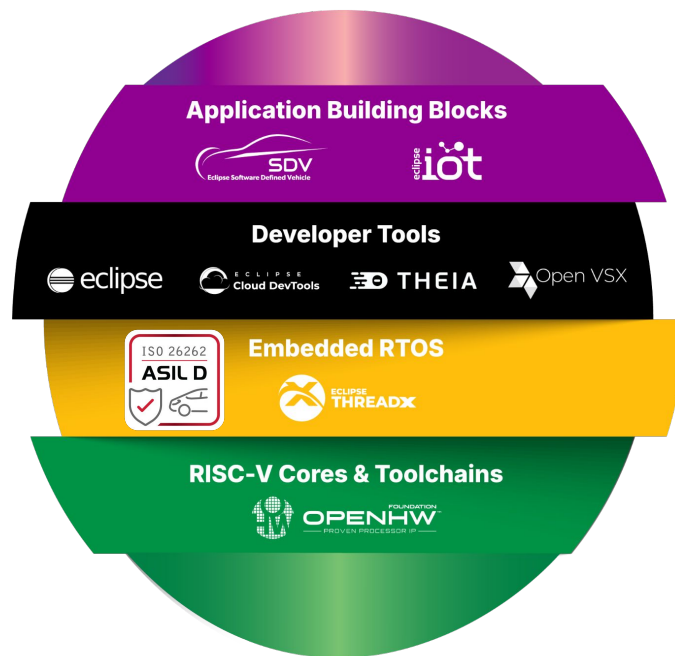 Application Building Blocks
SDV
Eclipse Software Defined Vehicle
eclipse
iot
Developer Tools
eclipse
ECLIPSE
Cloud DevTools
THEIA
Open VSX
ISO 26262
ASIL D
Embedded RTOS
ECLIPSE
THREADX
RISC-V Cores & Toolchains
FOUNDATION
OPENHW™
PROVEN PROCESSOR IP